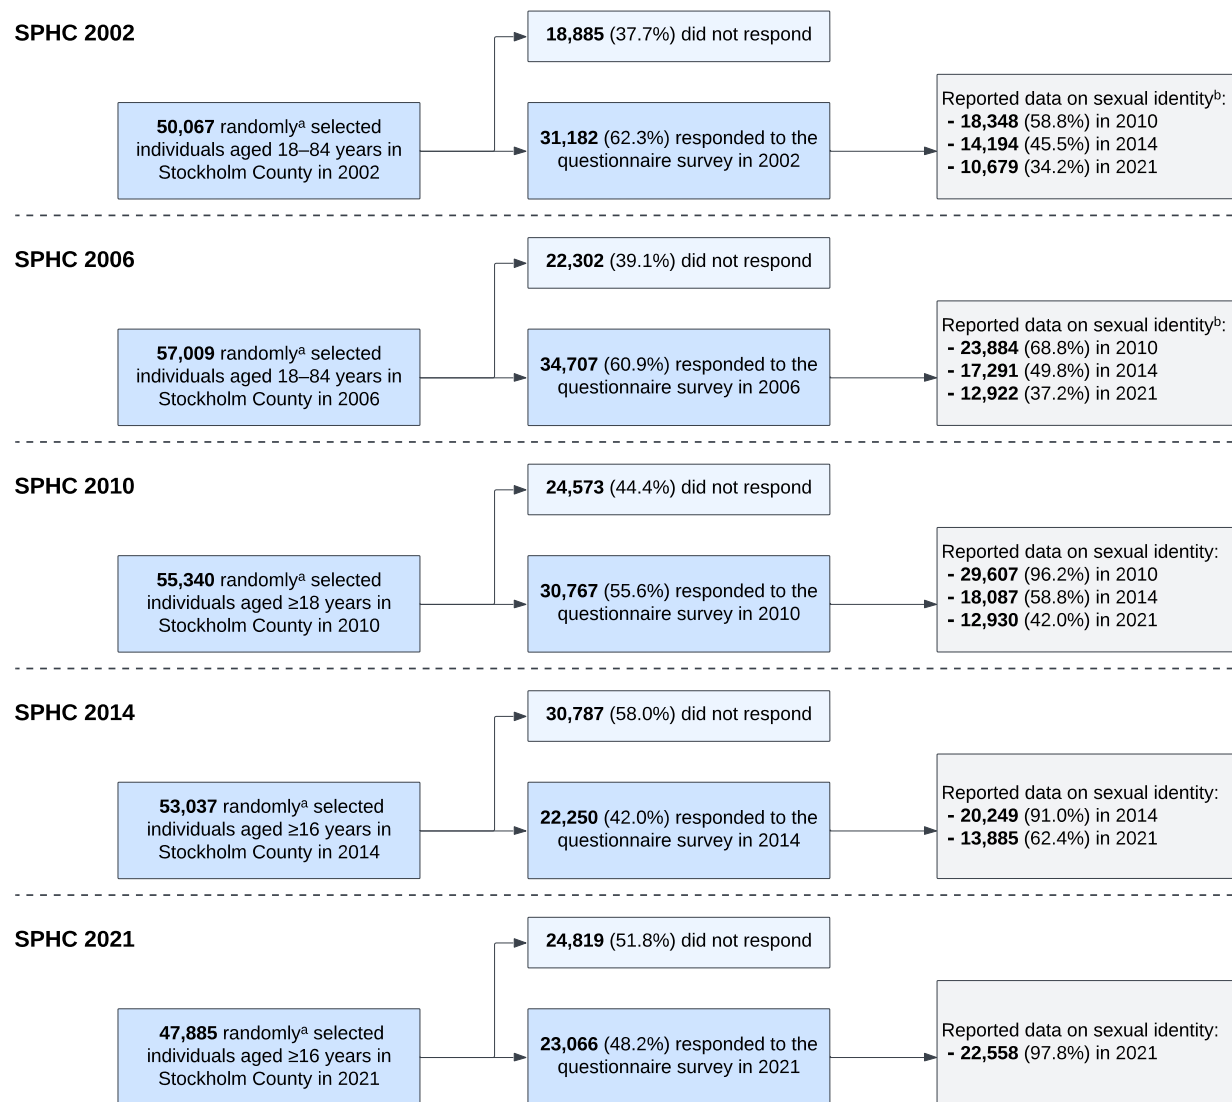 SPHC 2002
18,885 (37.7%) did not respond
50,067 randomlyᵃ selected
individuals aged 18–84 years in
Stockholm County in 2002
31,182 (62.3%) responded to the
questionnaire survey in 2002
Reported data on sexual identityᵇ:
- 18,348 (58.8%) in 2010
- 14,194 (45.5%) in 2014
- 10,679 (34.2%) in 2021
SPHC 2006
22,302 (39.1%) did not respond
57,009 randomlyᵃ selected
individuals aged 18–84 years in
Stockholm County in 2006
34,707 (60.9%) responded to the
questionnaire survey in 2006
Reported data on sexual identityᵇ:
- 23,884 (68.8%) in 2010
- 17,291 (49.8%) in 2014
- 12,922 (37.2%) in 2021
SPHC 2010
24,573 (44.4%) did not respond
55,340 randomlyᵃ selected
individuals aged ≥18 years in
Stockholm County in 2010
30,767 (55.6%) responded to the
questionnaire survey in 2010
Reported data on sexual identity:
- 29,607 (96.2%) in 2010
- 18,087 (58.8%) in 2014
- 12,930 (42.0%) in 2021
SPHC 2014
30,787 (58.0%) did not respond
53,037 randomlyᵃ selected
individuals aged ≥16 years in
Stockholm County in 2014
22,250 (42.0%) responded to the
questionnaire survey in 2014
Reported data on sexual identity:
- 20,249 (91.0%) in 2014
- 13,885 (62.4%) in 2021
SPHC 2021
24,819 (51.8%) did not respond
47,885 randomlyᵃ selected
individuals aged ≥16 years in
Stockholm County in 2021
23,066 (48.2%) responded to the
questionnaire survey in 2021
Reported data on sexual identity:
- 22,558 (97.8%) in 2021